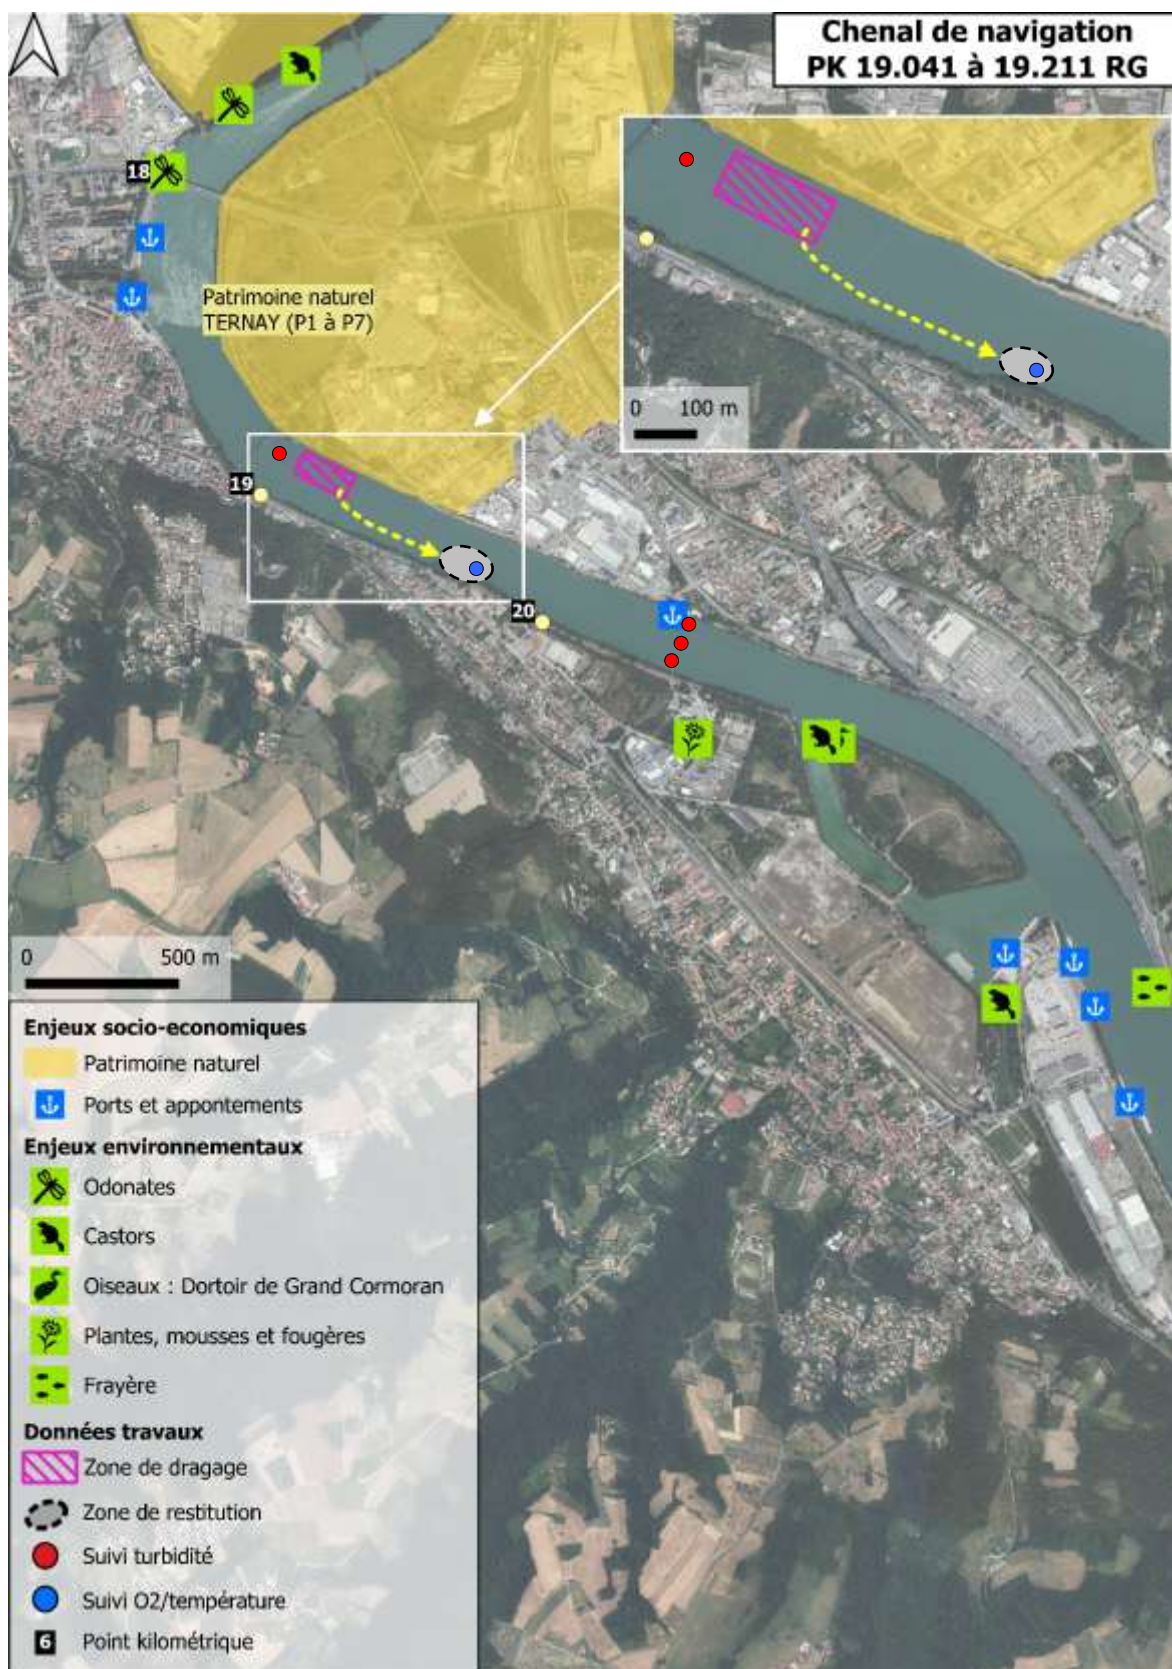 Chenal de navigation
PK 19.041 à 19.211 RG
18
Patrimoine naturel
TERNAY (P1 à P7)
0 100 m
19
20
0 500 m
Enjeux socio-economiques
Patrimoine naturel
Ports et appontements
Enjeux environnementaux
Odonates
Castors
Oiseaux : Dortoir de Grand Cormoran
Plantes, mousses et fougères
Frayère
Données travaux
Zone de dragage
Zone de restitution
Suivi turbidité
Suivi O2/température
6 Point kilométrique